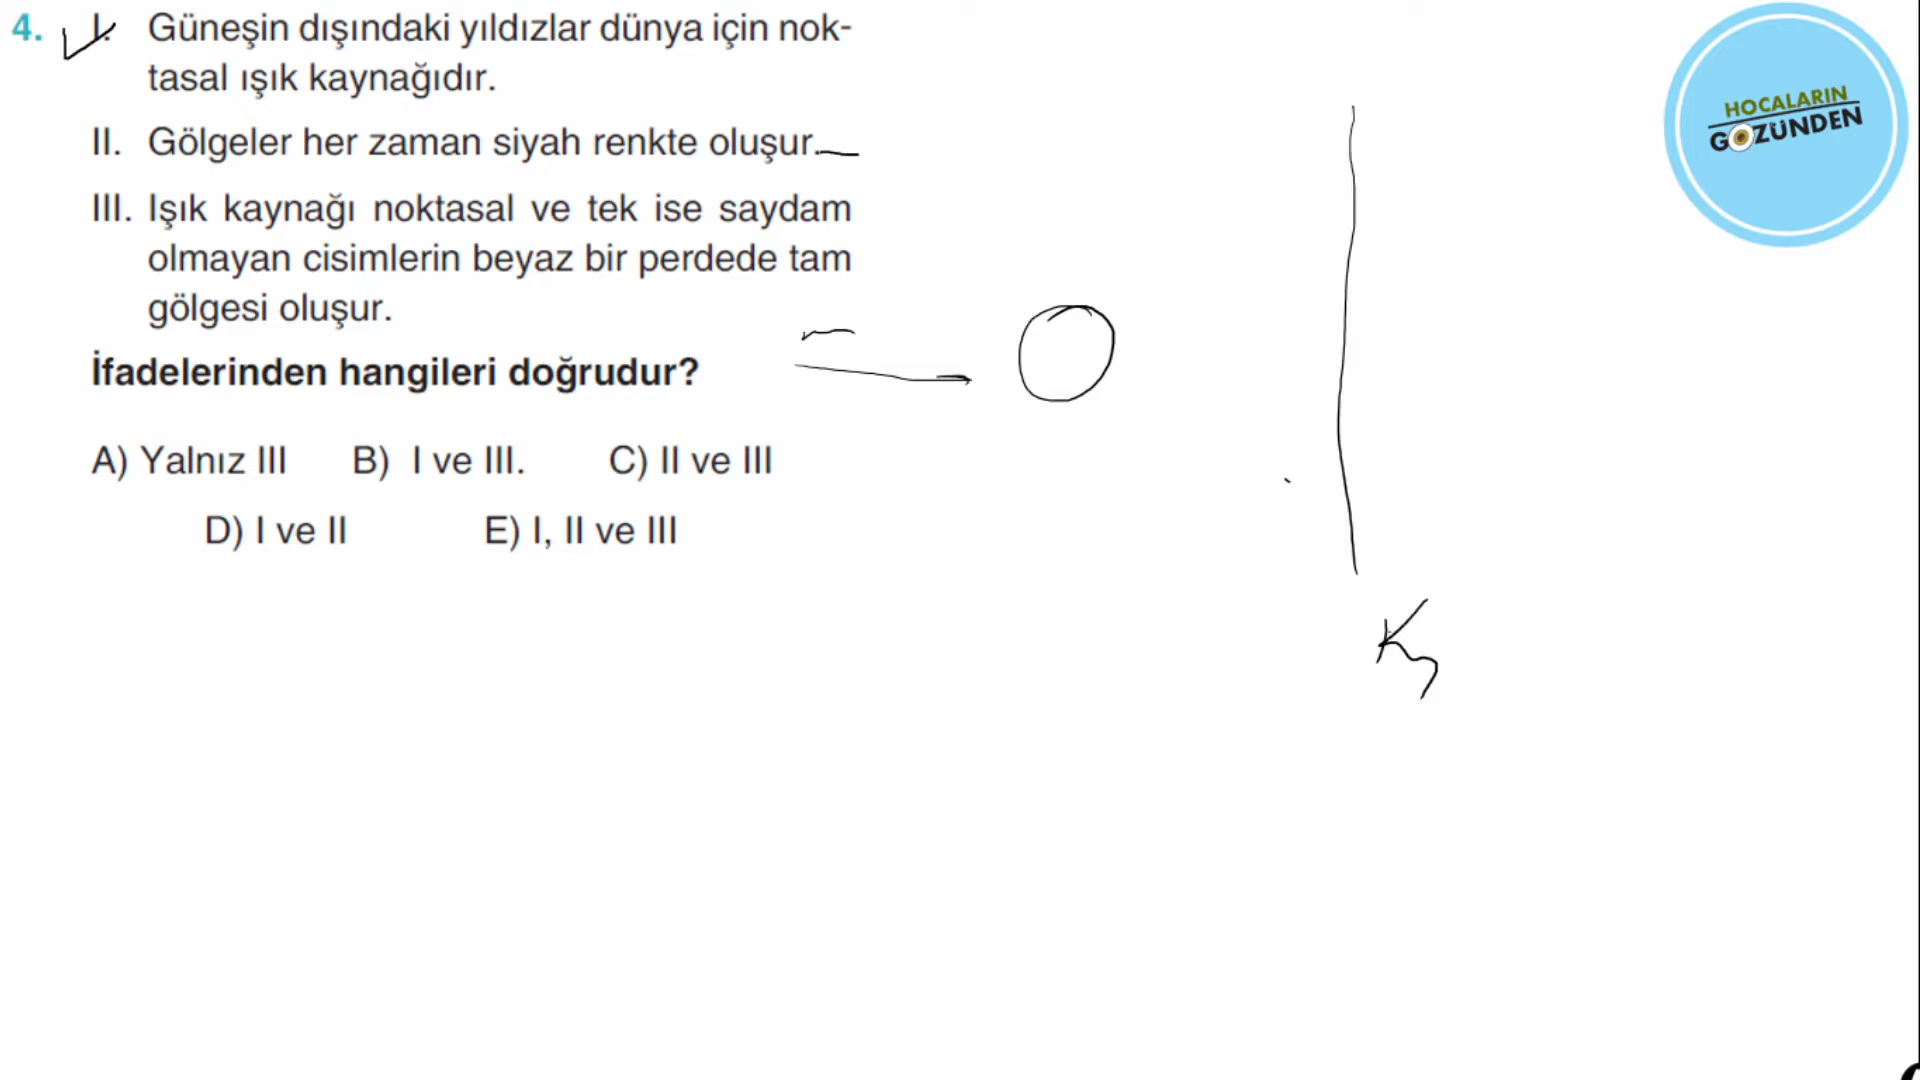 4. I. Güneşin dışındaki yıldızlar dünya için nok-
tasal ışık kaynağıdır.
II. Gölgeler her zaman siyah renkte oluşur.
III. Işık kaynağı noktasal ve tek ise saydam
olmayan cisimlerin beyaz bir perdede tam
gölgesi oluşur.
İfadelerinden hangileri doğrudur?
A) Yalnız III B) I ve III. C) II ve III
D) I ve II E) I, II ve III
HOCALARIN
GÖZÜNDEN